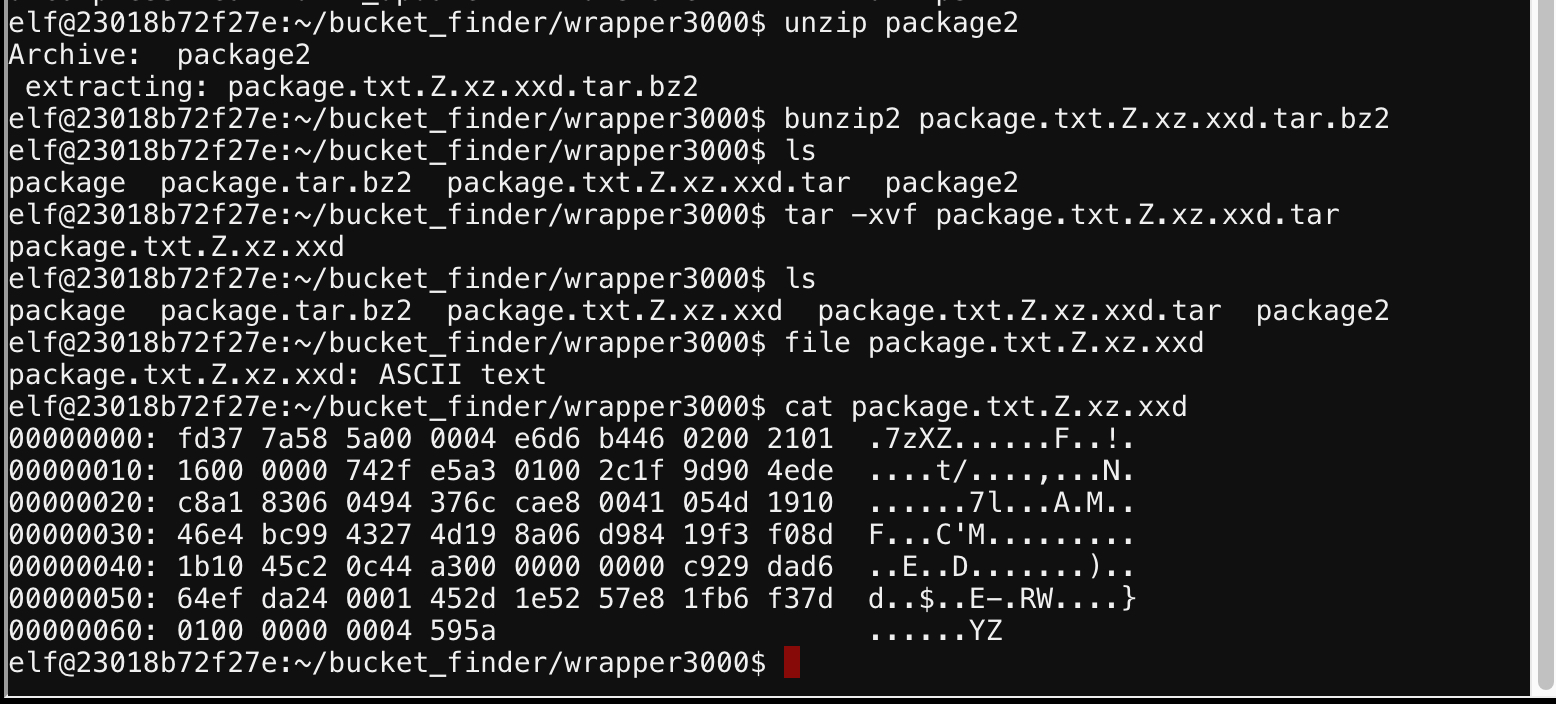 elf@23018b72f27e:~/bucket_finder/wrapper3000$ unzip package2
Archive:  package2
 extracting: package.txt.Z.xz.xxd.tar.bz2
elf@23018b72f27e:~/bucket_finder/wrapper3000$ bunzip2 package.txt.Z.xz.xxd.tar.bz2
elf@23018b72f27e:~/bucket_finder/wrapper3000$ ls
package  package.tar.bz2  package.txt.Z.xz.xxd.tar  package2
elf@23018b72f27e:~/bucket_finder/wrapper3000$ tar -xvf package.txt.Z.xz.xxd.tar
package.txt.Z.xz.xxd
elf@23018b72f27e:~/bucket_finder/wrapper3000$ ls
package  package.tar.bz2  package.txt.Z.xz.xxd  package.txt.Z.xz.xxd.tar  package2
elf@23018b72f27e:~/bucket_finder/wrapper3000$ file package.txt.Z.xz.xxd
package.txt.Z.xz.xxd: ASCII text
elf@23018b72f27e:~/bucket_finder/wrapper3000$ cat package.txt.Z.xz.xxd
00000000: fd37 7a58 5a00 0004 e6d6 b446 0200 2101  .7zXZ......F..!.
00000010: 1600 0000 742f e5a3 0100 2c1f 9d90 4ede  ....t/....,...N.
00000020: c8a1 8306 0494 376c cae8 0041 054d 1910  ......7l...A.M..
00000030: 46e4 bc99 4327 4d19 8a06 d984 19f3 f08d  F...C'M.........
00000040: 1b10 45c2 0c44 a300 0000 0000 c929 dad6  ..E..D.......)..
00000050: 64ef da24 0001 452d 1e52 57e8 1fb6 f37d  d..$..E-.RW....}
00000060: 0100 0000 0004 595a                      ......YZ
elf@23018b72f27e:~/bucket_finder/wrapper3000$